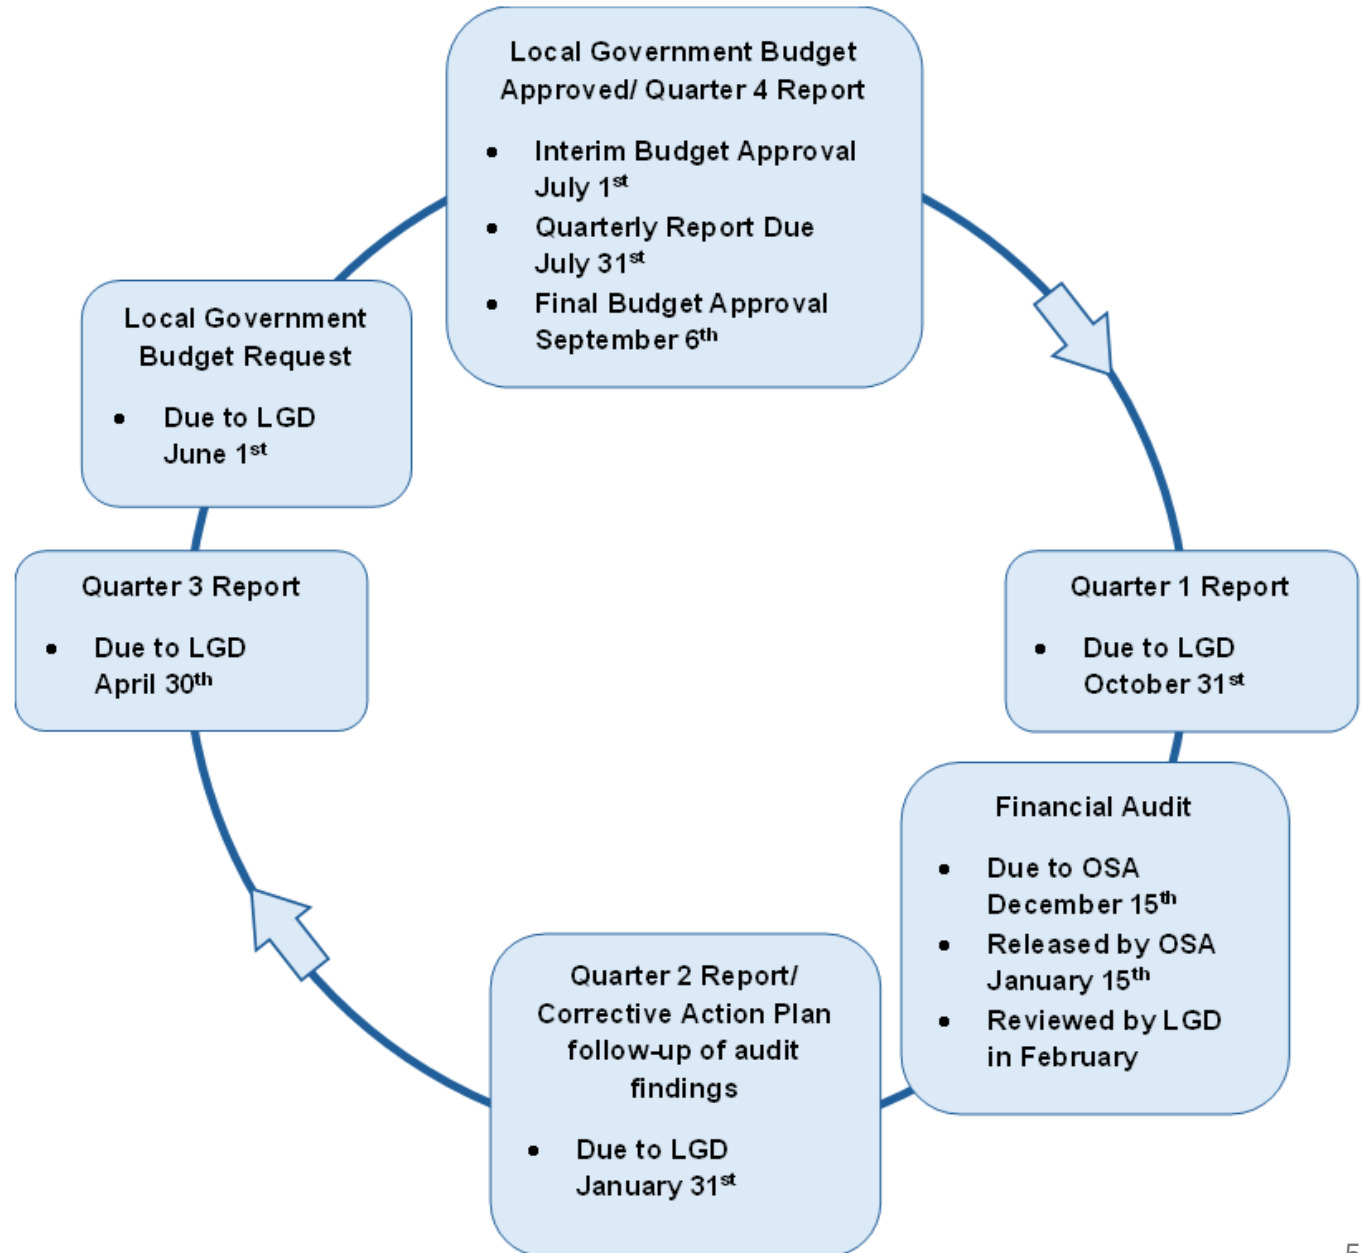 Local Government Budget
Approved/ Quarter 4 Report
• Interim Budget Approval
July 1st
• Quarterly Report Due
July 31st
• Final Budget Approval
September 6th
Local Government
Budget Request
• Due to LGD
June 1st
Quarter 3 Report
• Due to LGD
April 30th
Quarter 1 Report
• Due to LGD
October 31st
Financial Audit
• Due to OSA
December 15th
• Released by OSA
January 15th
• Reviewed by LGD
in February
Quarter 2 Report/
Corrective Action Plan
follow-up of audit
findings
• Due to LGD
January 31st
5